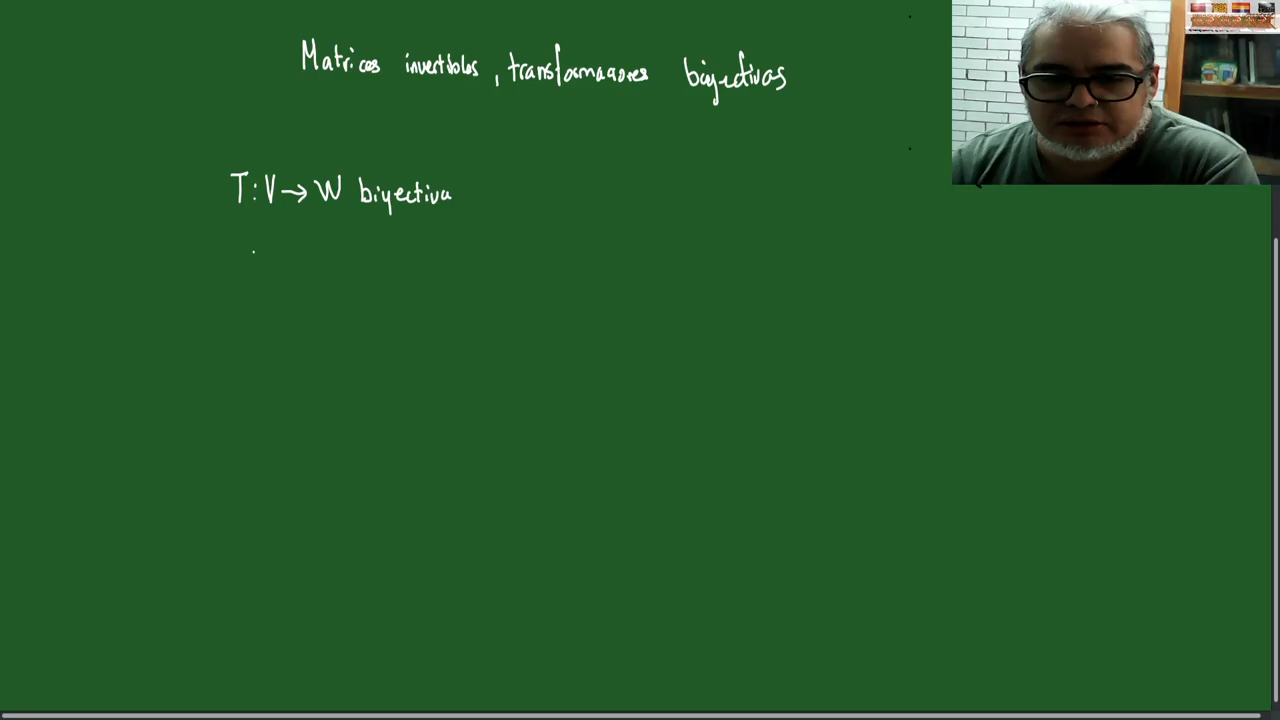 Matrices invertibles, transformaciones biyectivas
T: V → W biyectiva